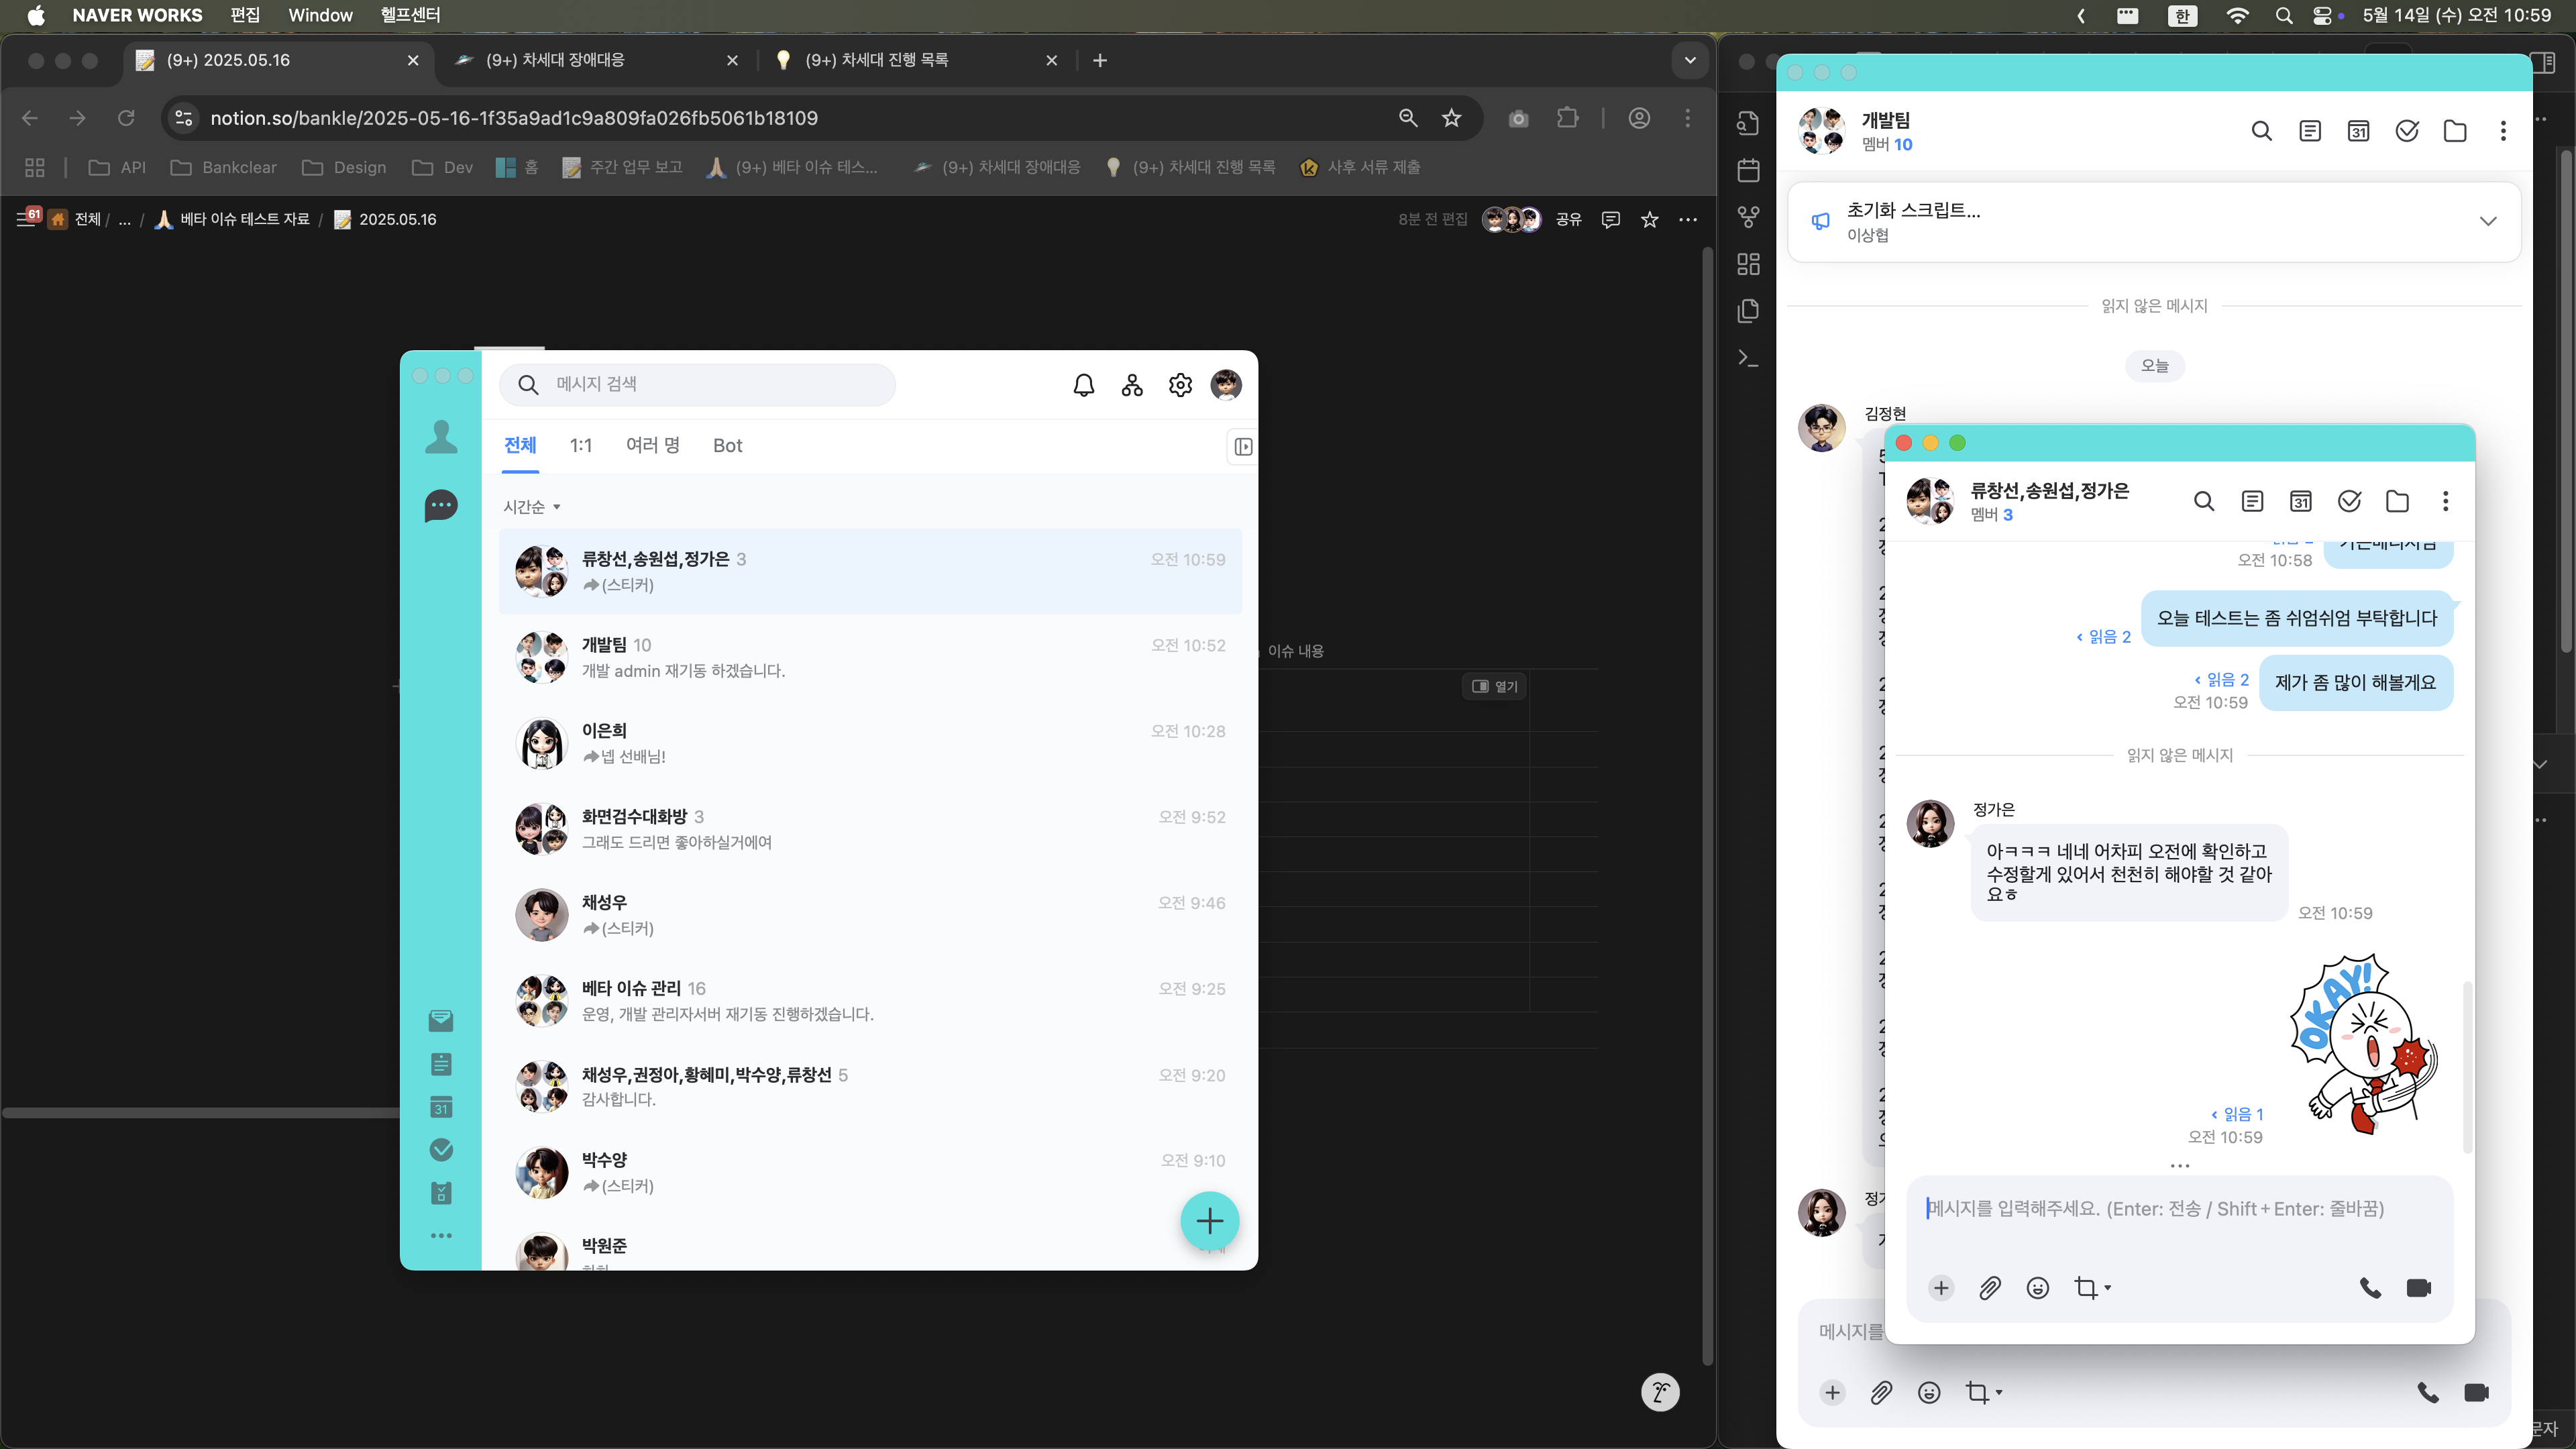 NAVER WORKS 편집 Window 헬프센터
한 5월 14일 (수) 오전 10:59
(9+) 2025.05.16
(9+) 차세대 장애대응
(9+) 차세대 진행 목록
notion.so/bankle/2025-05-16-1f35a9ad1c9a809fa026fb5061b18109
API Bankclear Design Dev 홈 주간 업무 보고 (9+) 베타 이슈 테스... (9+) 차세대 장애대응 (9+) 차세대 진행 목록 사후 서류 제출
61 전체 / ... / 베타 이슈 테스트 자료 / 2025.05.16
8분 전 편집 공유
이슈 내용
열기
메시지 검색
전체 1:1 여러 명 Bot
시간순
류창선,송원섭,정가은 3 오전 10:59
(스티커)
개발팀 10 오전 10:52
개발 admin 재기동 하겠습니다.
이은희 오전 10:28
넵 선배님!
화면검수대화방 3 오전 9:52
그래도 드리면 좋아하실거에여
채성우 오전 9:46
(스티커)
베타 이슈 관리 16 오전 9:25
운영, 개발 관리자서버 재기동 진행하겠습니다.
채성우,권정아,황혜미,박수양,류창선 5 오전 9:20
감사합니다.
박수양 오전 9:10
(스티커)
박원준
31
개발팀
멤버 10
31
초기화 스크립트...
이상협
읽지 않은 메시지
오늘
김정현
메시지를
류창선,송원섭,정가은
멤버 3
31
오전 10:58
오늘 테스트는 좀 쉬엄쉬엄 부탁합니다
읽음 2
제가 좀 많이 해볼게요
읽음 2
오전 10:59
읽지 않은 메시지
정가은
아ㅋㅋㅋ 네네 어차피 오전에 확인하고
수정할게 있어서 천천히 해야할 것 같아
요ㅎ
오전 10:59
OKAY!
읽음 1
오전 10:59
메시지를 입력해주세요. (Enter: 전송 / Shift + Enter: 줄바꿈)
문자